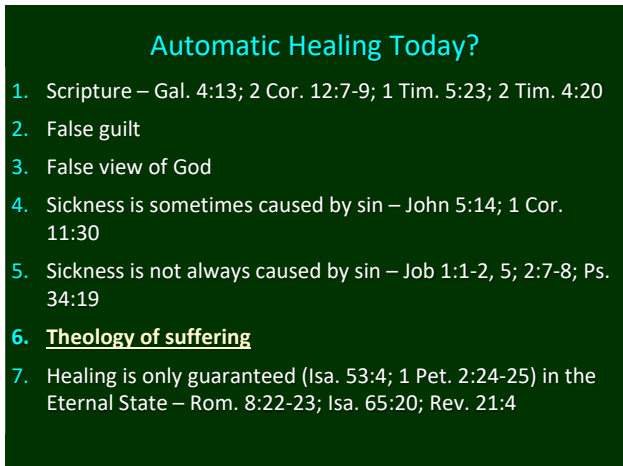 Automatic Healing Today?
1. Scripture – Gal. 4:13; 2 Cor. 12:7-9; 1 Tim. 5:23; 2 Tim. 4:20
2. False guilt
3. False view of God
4. Sickness is sometimes caused by sin – John 5:14; 1 Cor.
11:30
5. Sickness is not always caused by sin – Job 1:1-2, 5; 2:7-8; Ps.
34:19
6. Theology of suffering
7. Healing is only guaranteed (Isa. 53:4; 1 Pet. 2:24-25) in the
Eternal State – Rom. 8:22-23; Isa. 65:20; Rev. 21:4